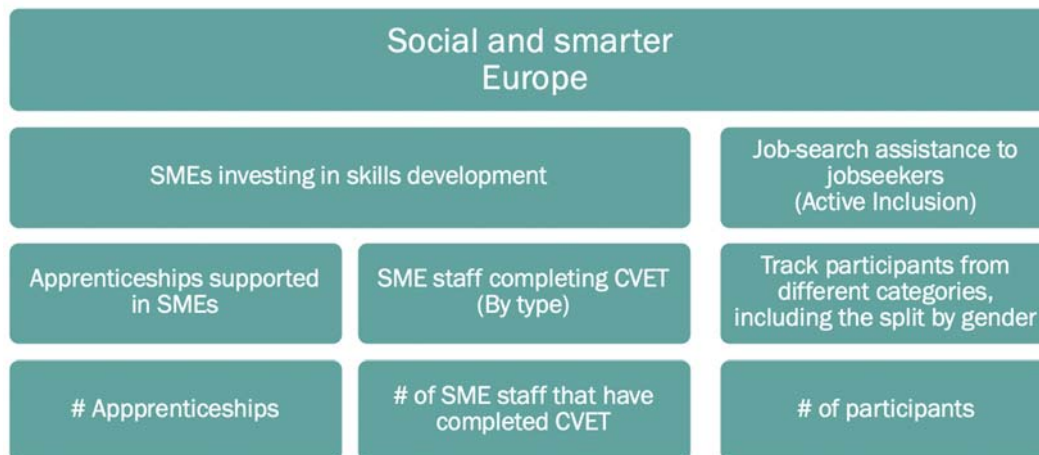 Social and smarter
Europe
SMEs investing in skills development
Job-search assistance to
jobseekers
(Active Inclusion)
Apprenticeships supported
in SMEs
SME staff completing CVET
(By type)
Track participants from
different categories,
including the split by gender
# Appprenticeships
# of SME staff that have
completed CVET
# of participants